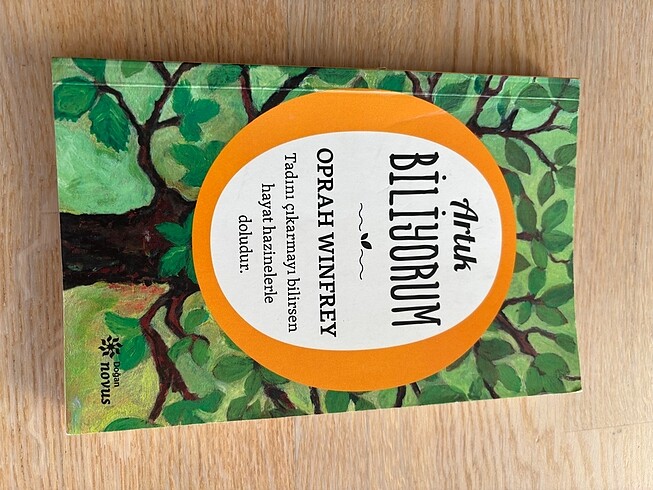 Artık
BİLİYORUM
OPRAH WINFREY
Tadını çıkarmayı bilirsen
hayat hazinelerle
doludur.
Doğan
novus